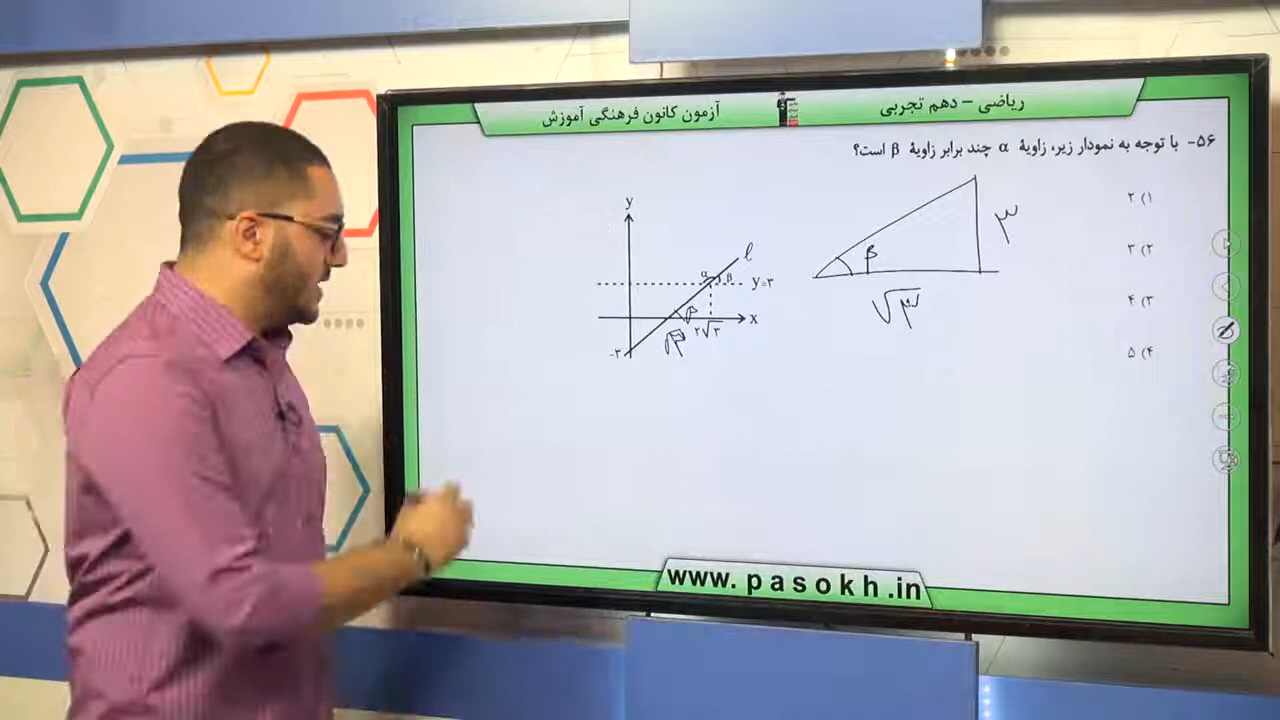 ریاضی - دهم تجربی
آزمون کانون فرهنگی آموزش
۵۶- با توجه به نمودار زیر، زاویهٔ α چند برابر زاویهٔ β است؟
۱) ۲
۲) ۳
۳) ۴
۴) ۵
y
l
α β
y=۳
β
x
۲√۳
√۳
-۳
β
۳
√۳
www.pasokh.in